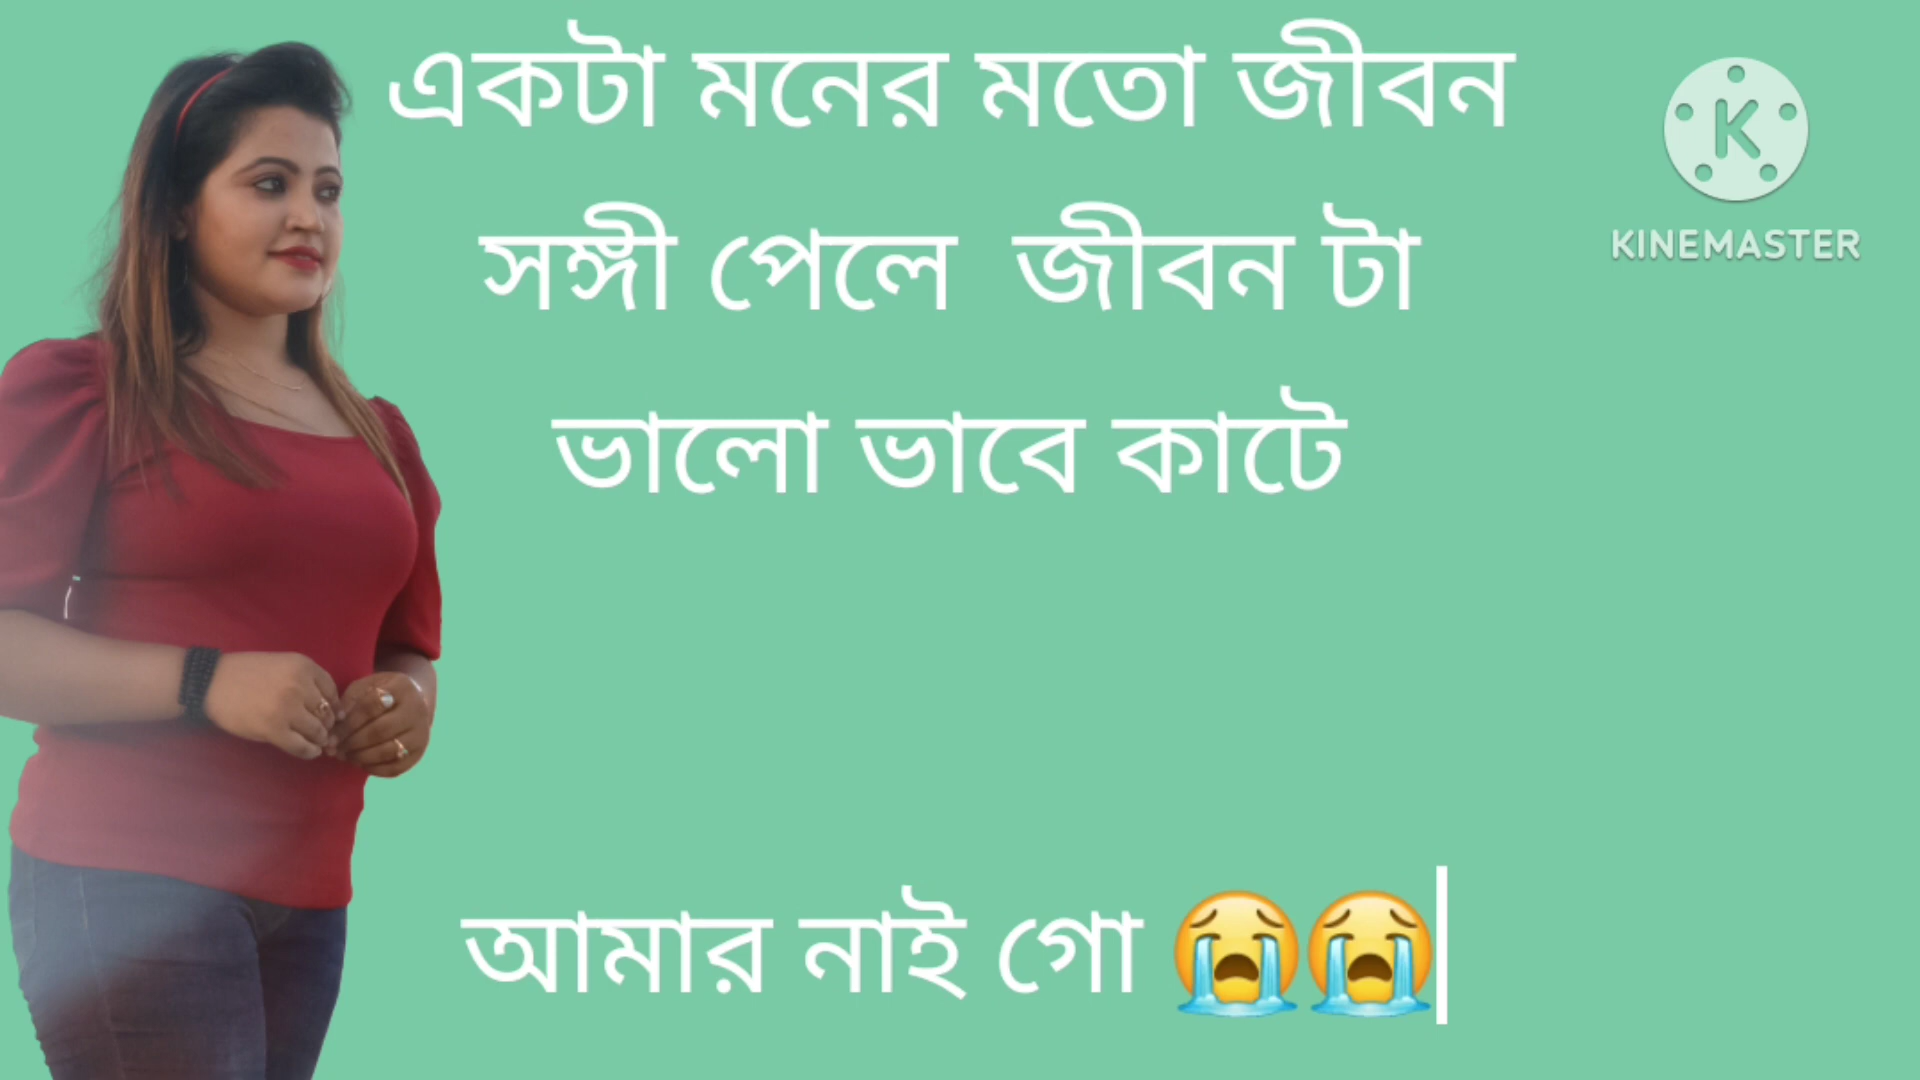 একটা মনের মতো জীবন
সঙ্গী পেলে জীবন টা
ভালো ভাবে কাটে
আমার নাই গো 😭😭
K
KINEMASTER